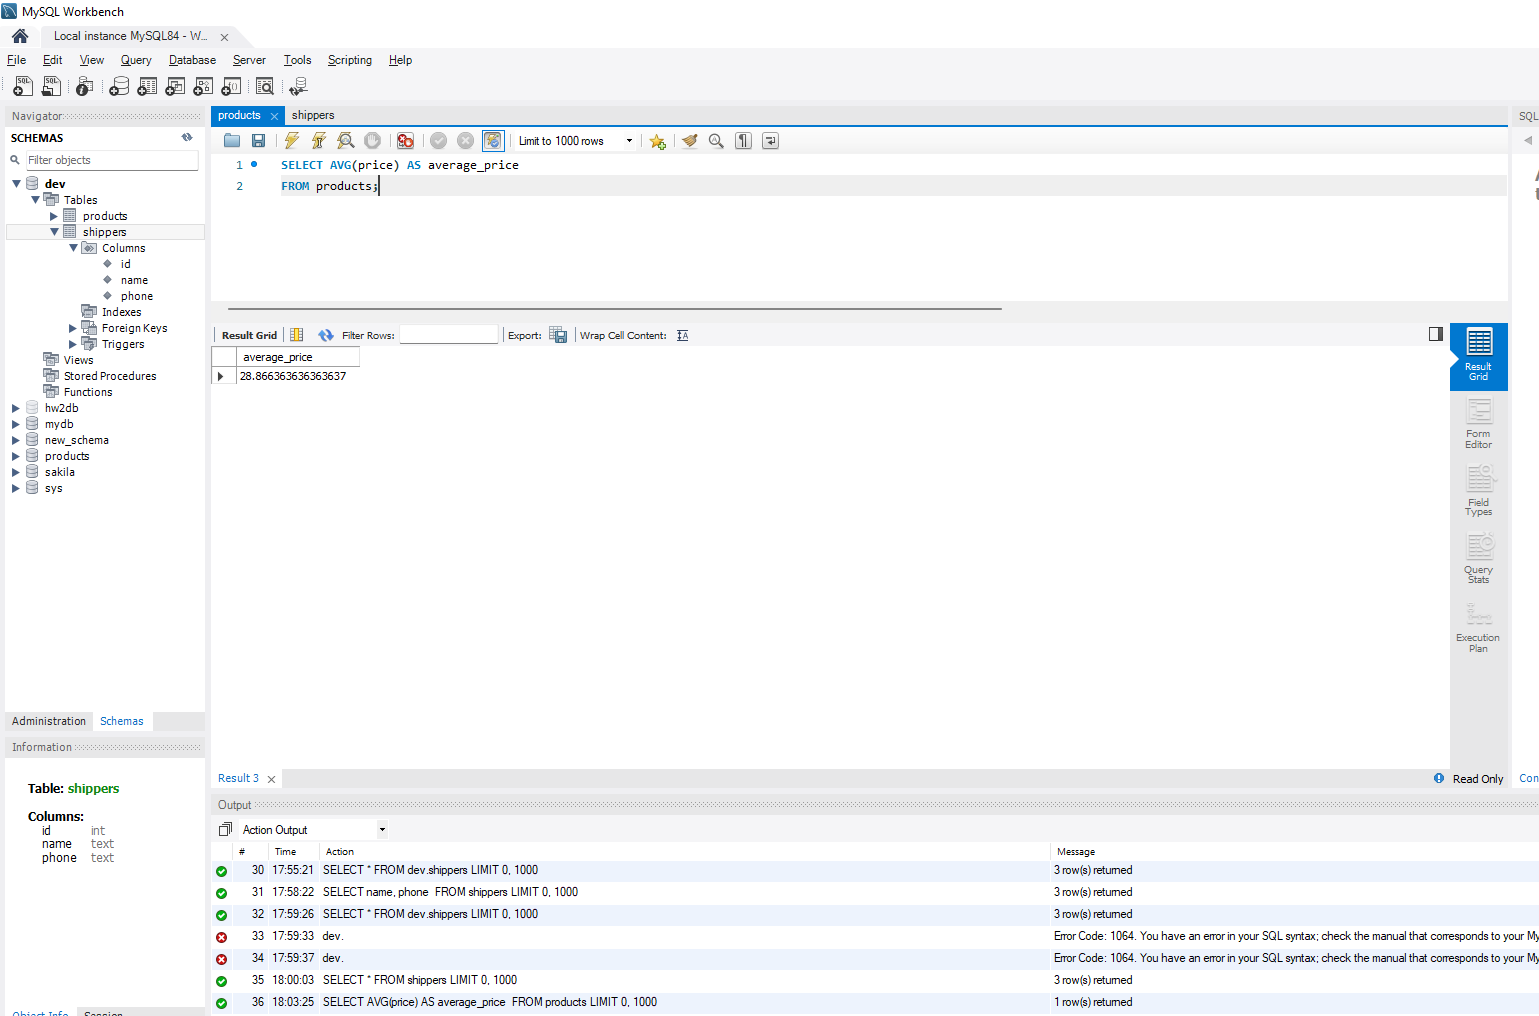 MySQL Workbench
Local instance MySQL84 - W...
File Edit View Query Database Server Tools Scripting Help
Navigator
SCHEMAS
Filter objects
dev
Tables
products
shippers
Columns
id
name
phone
Indexes
Foreign Keys
Triggers
Views
Stored Procedures
Functions
hw2db
mydb
new_schema
products
sakila
sys
Administration Schemas
Information
Table: shippers
Columns:
id int
name text
phone text
Object Info Session
products shippers
Limit to 1000 rows
1 SELECT AVG(price) AS average_price
2 FROM products;
Result Grid Filter Rows: Export: Wrap Cell Content:
average_price
28.866363636363637
Result
Grid
Form
Editor
Field
Types
Query
Stats
Execution
Plan
Result 3
Read Only
SQL
Output
Action Output
# Time Action Message
30 17:55:21 SELECT * FROM dev.shippers LIMIT 0, 1000 3 row(s) returned
31 17:58:22 SELECT name, phone FROM shippers LIMIT 0, 1000 3 row(s) returned
32 17:59:26 SELECT * FROM dev.shippers LIMIT 0, 1000 3 row(s) returned
33 17:59:33 dev. Error Code: 1064. You have an error in your SQL syntax; check the manual that corresponds to your My
34 17:59:37 dev. Error Code: 1064. You have an error in your SQL syntax; check the manual that corresponds to your My
35 18:00:03 SELECT * FROM shippers LIMIT 0, 1000 3 row(s) returned
36 18:03:25 SELECT AVG(price) AS average_price FROM products LIMIT 0, 1000 1 row(s) returned